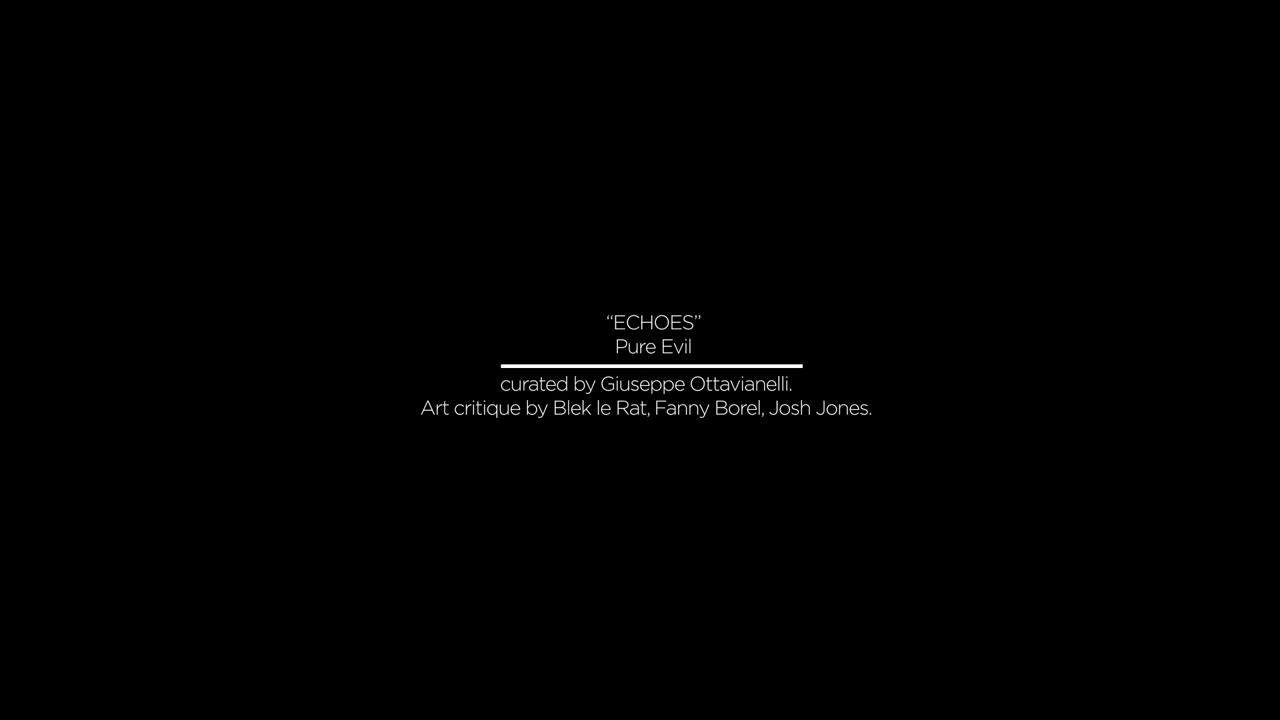 “ECHOES”
Pure Evil
curated by Giuseppe Ottavianelli.
Art critique by Blek le Rat, Fanny Borel, Josh Jones.